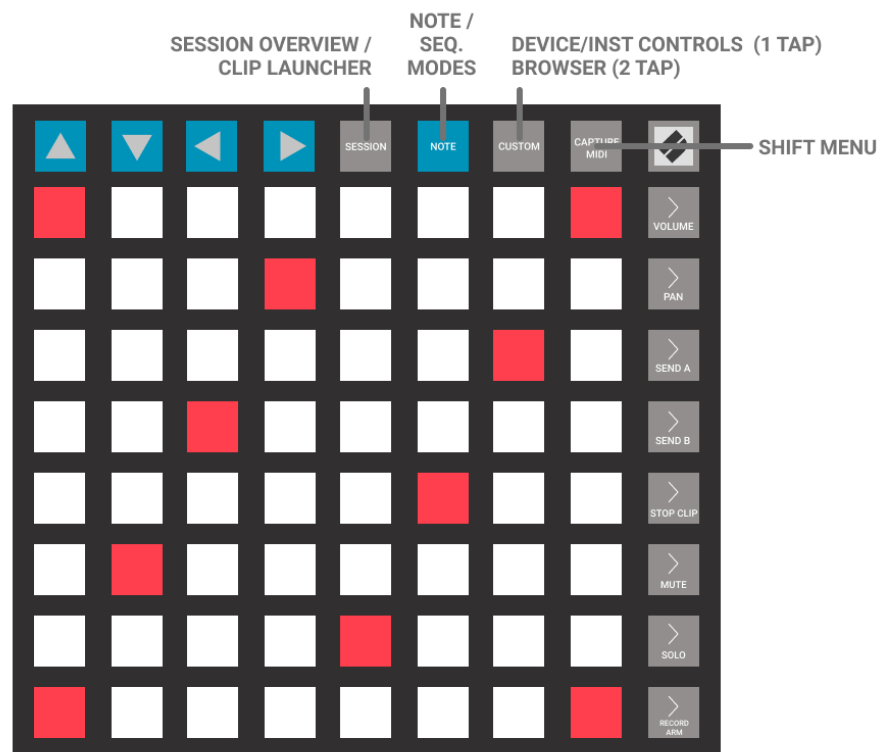 SESSION OVERVIEW /
CLIP LAUNCHER
NOTE /
SEQ.
MODES
DEVICE/INST CONTROLS (1 TAP)
BROWSER (2 TAP)
SESSION
NOTE
CUSTOM
CAPTURE
MIDI
SHIFT MENU
VOLUME
PAN
SEND A
SEND B
STOP CLIP
MUTE
SOLO
RECORD
ARM